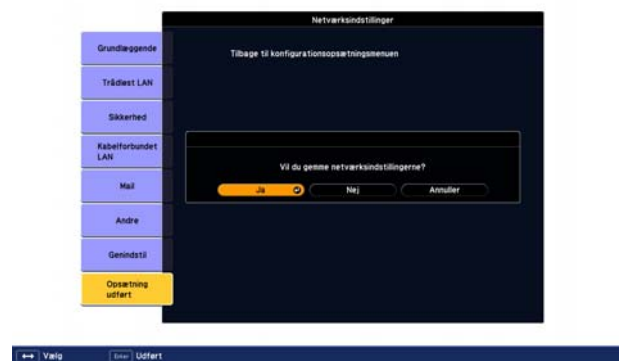 Netværksindstillinger
Grundlæggende
Tilbage til konfigurationsopsætningsmenuen
Trådløst LAN
Sikkerhed
Kabelforbundet
LAN
Vil du gemme netværksindstillingerne?
Mail
Ja Nej Annuller
Andre
Genindstil
Opsætning
udført
Vælg Enter Udført